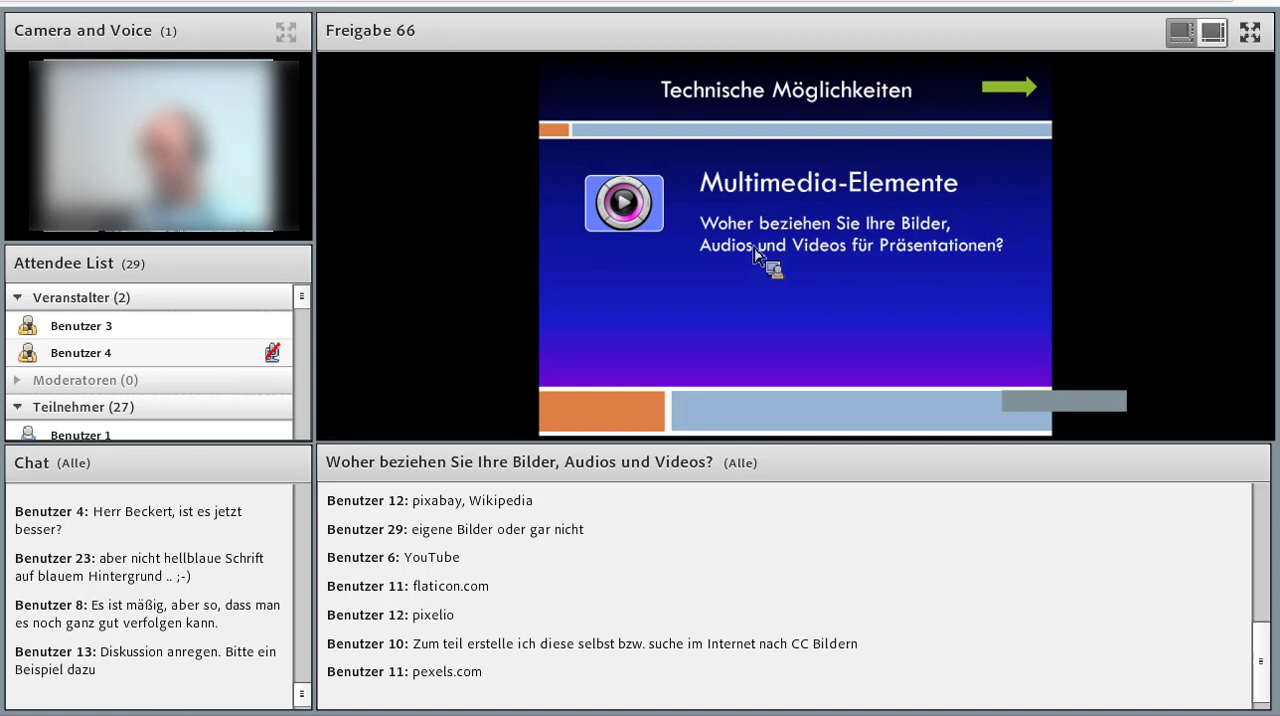 Camera and Voice (1)
Freigabe 66
Technische Möglichkeiten
Multimedia-Elemente
Woher beziehen Sie Ihre Bilder,
Audios und Videos für Präsentationen?
Attendee List (29)
Veranstalter (2)
Benutzer 3
Benutzer 4
Moderatoren (0)
Teilnehmer (27)
Benutzer 1
Chat (Alle)
Benutzer 4: Herr Beckert, ist es jetzt
besser?
Benutzer 23: aber nicht hellblaue Schrift
auf blauem Hintergrund .. ;-)
Benutzer 8: Es ist mäßig, aber so, dass man
es noch ganz gut verfolgen kann.
Benutzer 13: Diskussion anregen. Bitte ein
Beispiel dazu
Woher beziehen Sie Ihre Bilder, Audios und Videos? (Alle)
Benutzer 12: pixabay, Wikipedia
Benutzer 29: eigene Bilder oder gar nicht
Benutzer 6: YouTube
Benutzer 11: flaticon.com
Benutzer 12: pixelio
Benutzer 10: Zum teil erstelle ich diese selbst bzw. suche im Internet nach CC Bildern
Benutzer 11: pexels.com